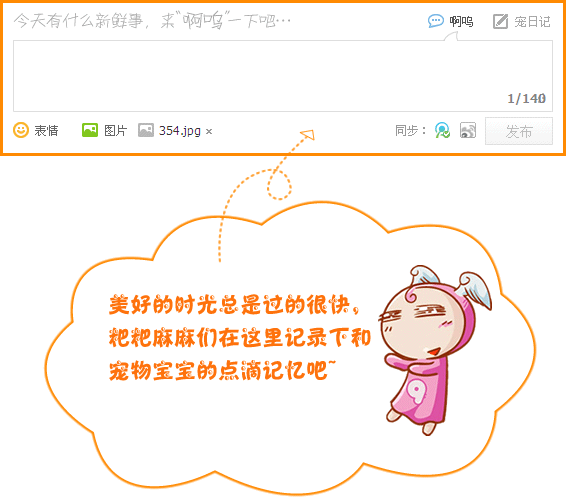 今天有什么新鲜事，来“啊呜”一下吧…
啊呜 宠日记
1/140
表情 图片 354.jpg × 同步： 发布
美好的时光总是过的很快，
粑粑麻麻们在这里记录下和
宠物宝宝的点滴记忆吧~
9